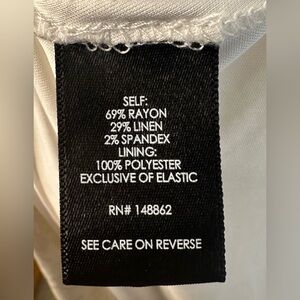 SELF:
69% RAYON
29% LINEN
2% SPANDEX
LINING:
100% POLYESTER
EXCLUSIVE OF ELASTIC
RN# 148862
SEE CARE ON REVERSE